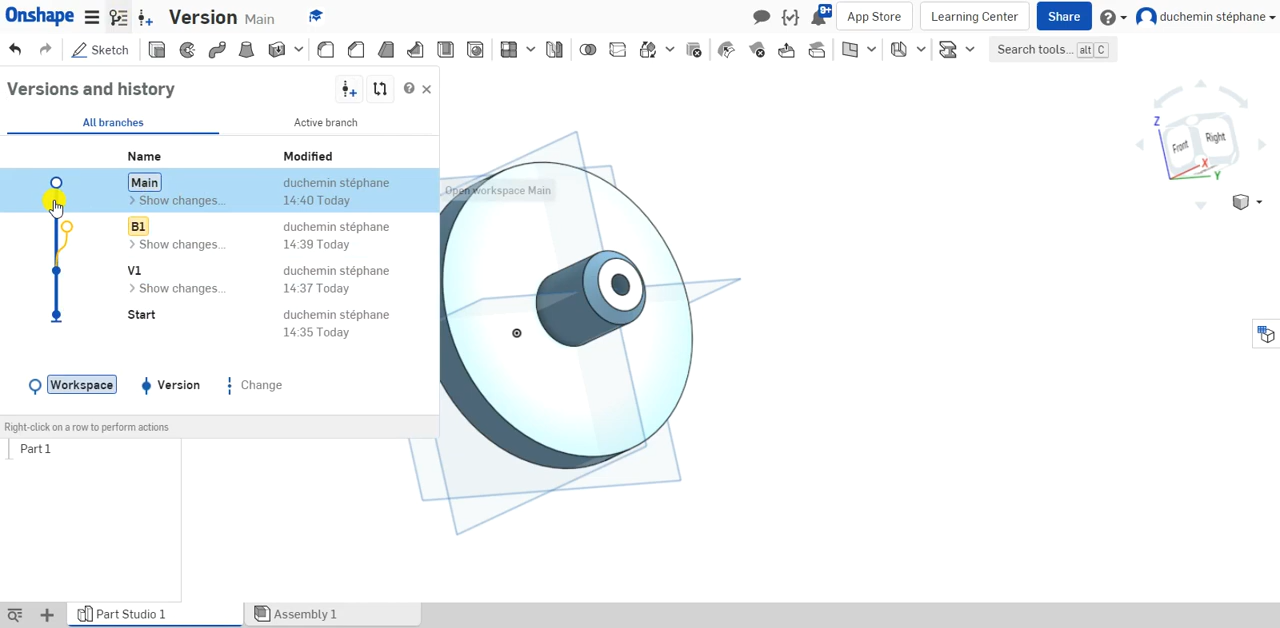 Onshape Version Main 9+ App Store Learning Center Share duchemin stéphane
Sketch Search tools... alt C
Versions and history
All branches Active branch
Name Modified
Main duchemin stéphane
Show changes... 14:40 Today
Open workspace Main
B1 duchemin stéphane
Show changes... 14:39 Today
V1 duchemin stéphane
Show changes... 14:37 Today
Start duchemin stéphane
14:35 Today
Workspace Version Change
Right-click on a row to perform actions
Part 1
Z
Front Right
X
Y
Part Studio 1 Assembly 1